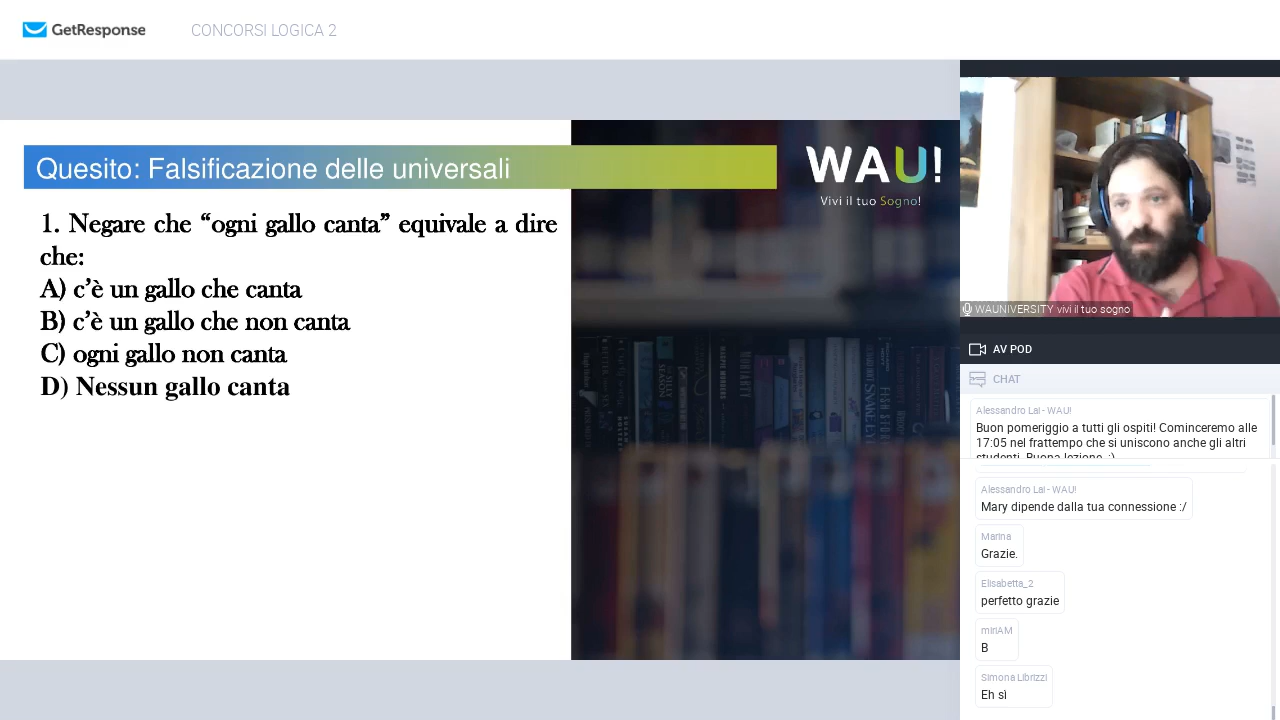 GetResponse
CONCORSI LOGICA 2
Quesito: Falsificazione delle universali
WAU!
Vivi il tuo Sogno!
1. Negare che “ogni gallo canta” equivale a dire
che:
A) c’è un gallo che canta
B) c’è un gallo che non canta
C) ogni gallo non canta
D) Nessun gallo canta
WAUNIVERSITY vivi il tuo sogno
AV POD
CHAT
Alessandro Lai - WAU!
Buon pomeriggio a tutti gli ospiti! Cominceremo alle
17:05 nel frattempo che si uniscono anche gli altri
studenti. Buona lezione. :)
Alessandro Lai - WAU!
Mary dipende dalla tua connessione :/
Marina
Grazie.
Elisabetta_2
perfetto grazie
miriAM
B
Simona Librizzi
Eh sì